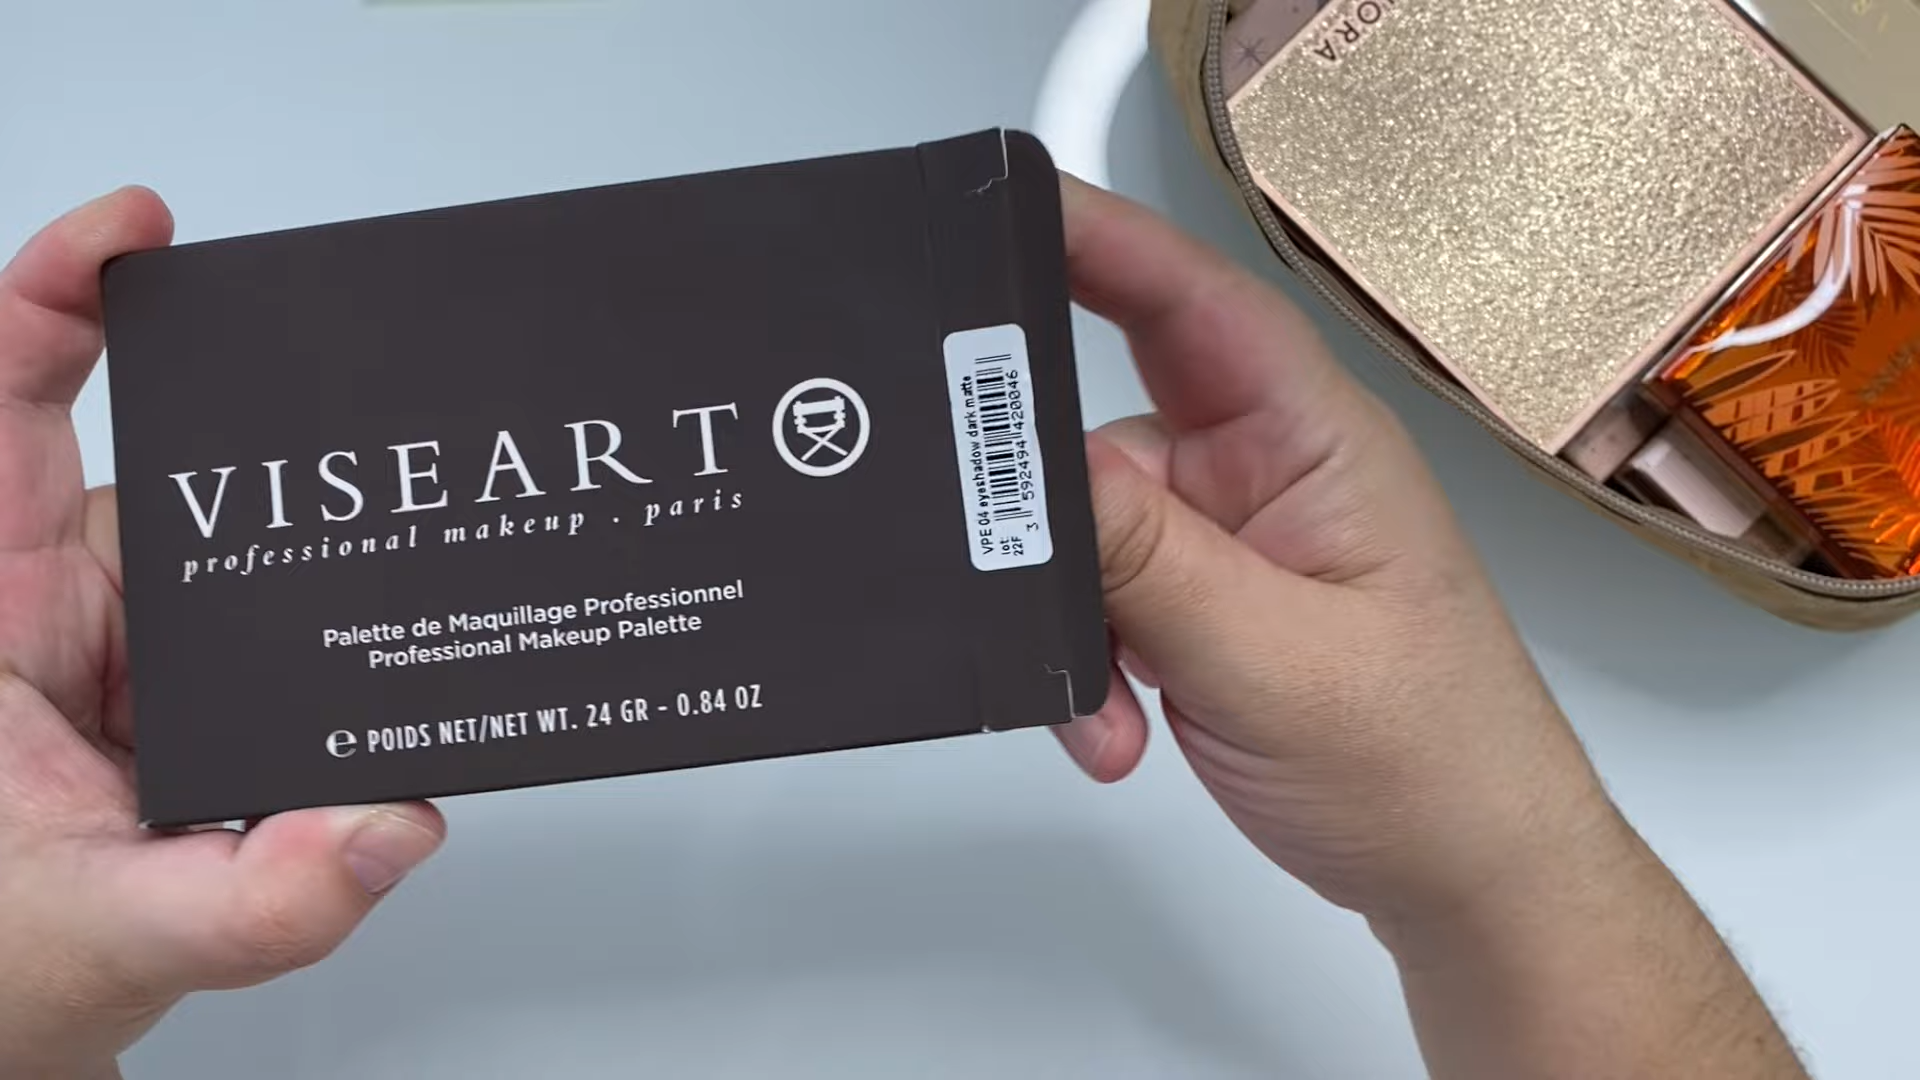 VISEART
professional makeup . paris
Palette de Maquillage Professionnel
Professional Makeup Palette
e POIDS NET/NET WT. 24 GR - 0.84 OZ
VPE 04 eyeshadow dark matte
lot:
22F
3 592494 420046